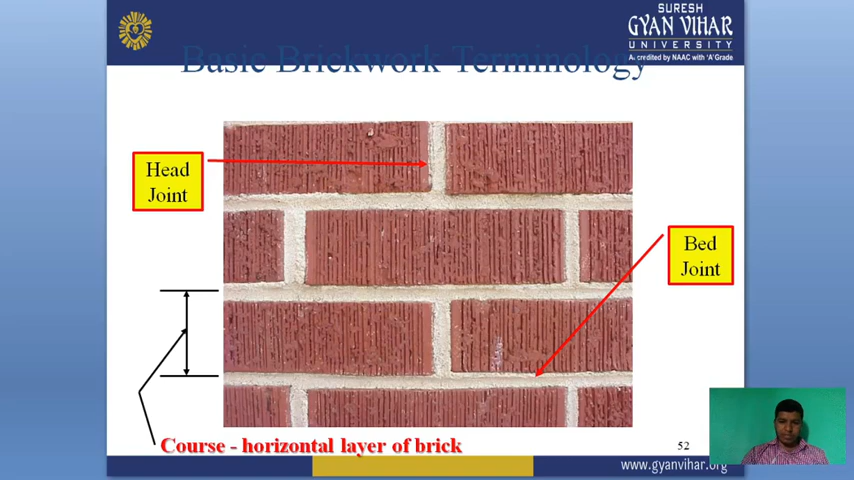 SURESH
GYAN VIHAR
UNIVERSITY
Accredited by NAAC with 'A' Grade
Basic Brickwork Terminology
Head
Joint
Bed
Joint
Course - horizontal layer of brick
52
www.gyanvihar.org